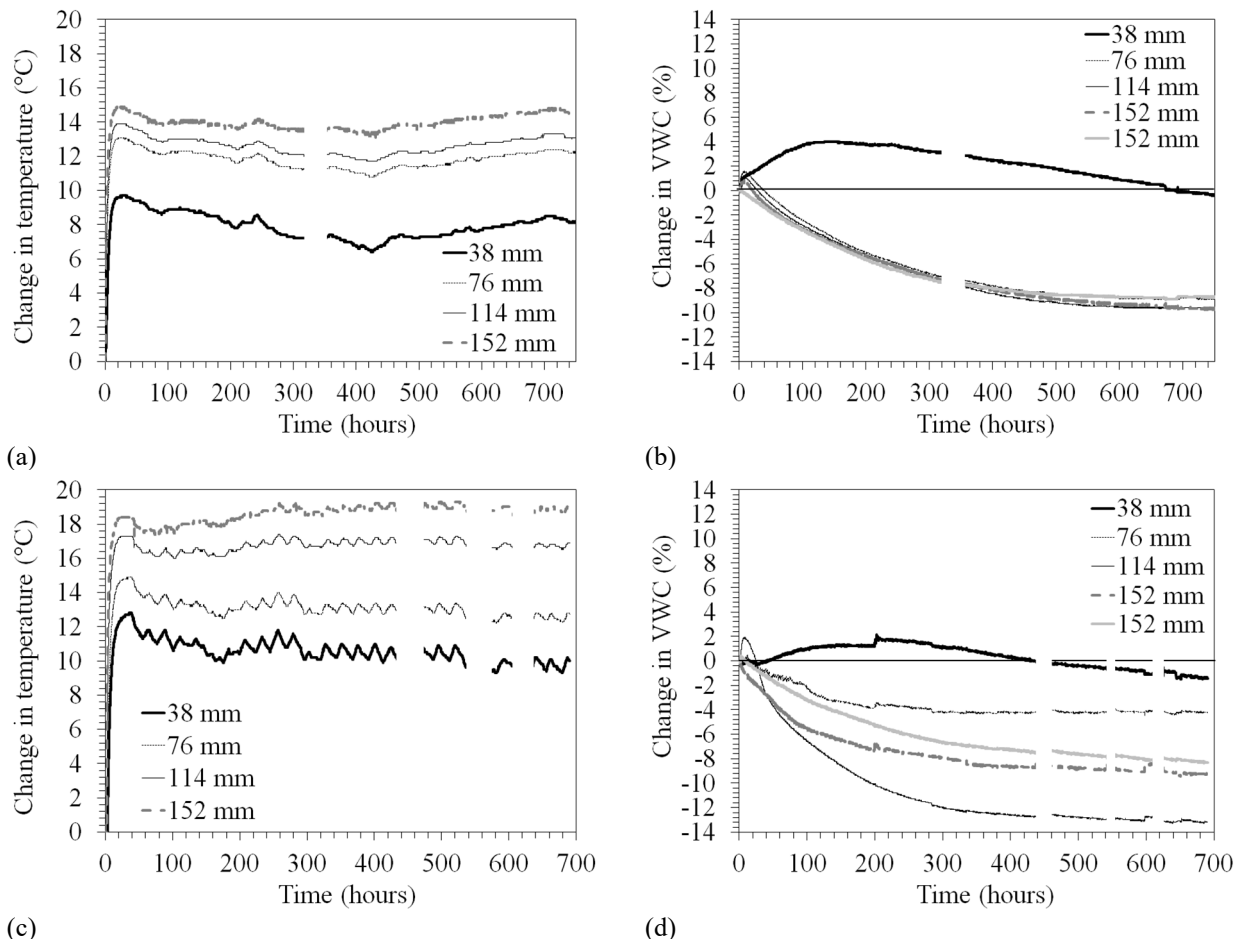 20
18
16
14
12
10
8
6
4
2
0
Change in temperature (°C)
38 mm
76 mm
114 mm
152 mm
0 100 200 300 400 500 600 700
Time (hours)
(a)
14
12
10
8
6
4
2
0
-2
-4
-6
-8
-10
-12
-14
Change in VWC (%)
38 mm
76 mm
114 mm
152 mm
152 mm
0 100 200 300 400 500 600 700
Time (hours)
(b)
20
18
16
14
12
10
8
6
4
2
0
Change in temperature (°C)
38 mm
76 mm
114 mm
152 mm
0 100 200 300 400 500 600 700
Time (hours)
(c)
14
12
10
8
6
4
2
0
-2
-4
-6
-8
-10
-12
-14
Change in VWC (%)
38 mm
76 mm
114 mm
152 mm
152 mm
0 100 200 300 400 500 600 700
Time (hours)
(d)